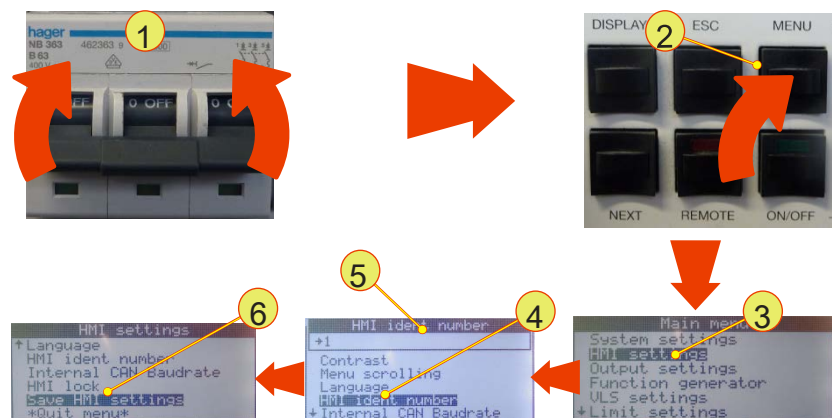 hager
NB 363 462363 9
B 63
400 V
1
OFF 0 OFF 0 O
DISPLAY ESC MENU
2
NEXT REMOTE ON/OFF
5
6
4
3
HMI settings
↑Language
HMI ident number
Internal CAN Baudrate
HMI lock
Save HMI settings
*Quit menu*
HMI ident number
→1
Contrast
Menu scrolling
Language
HMI ident number
↓Internal CAN Baudrate
Main menu
System settings
HMI settings
Output settings
Function generator
VLS settings
↓Limit settings